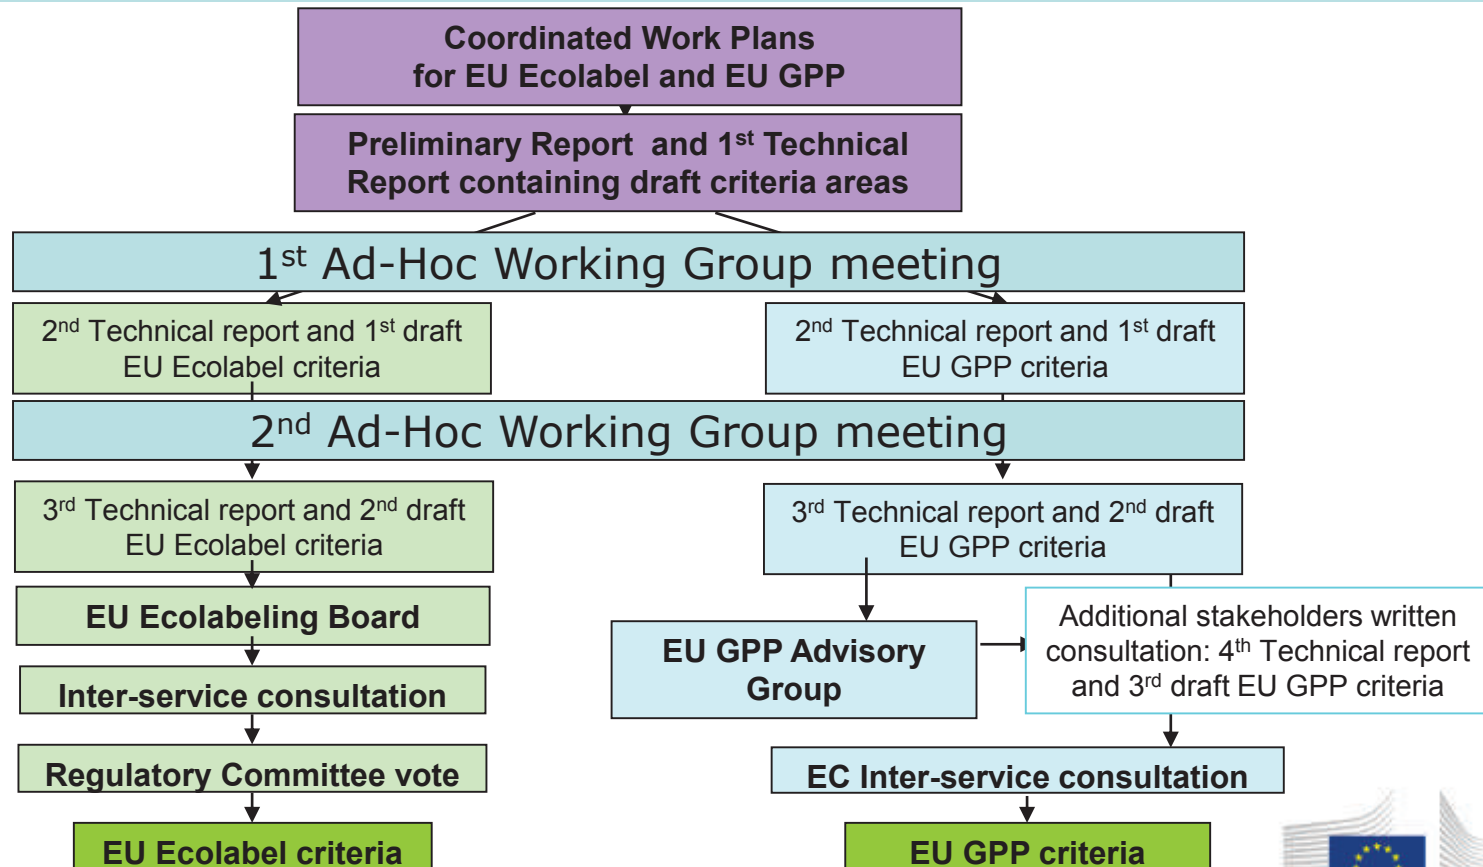 Coordinated Work Plans
for EU Ecolabel and EU GPP
Preliminary Report and 1st Technical
Report containing draft criteria areas
1st Ad-Hoc Working Group meeting
2nd Technical report and 1st draft
EU Ecolabel criteria
2nd Technical report and 1st draft
EU GPP criteria
2nd Ad-Hoc Working Group meeting
3rd Technical report and 2nd draft
EU Ecolabel criteria
3rd Technical report and 2nd draft
EU GPP criteria
EU Ecolabeling Board
EU GPP Advisory
Group
Additional stakeholders written
consultation: 4th Technical report
and 3rd draft EU GPP criteria
Inter-service consultation
Regulatory Committee vote
EC Inter-service consultation
EU Ecolabel criteria
EU GPP criteria